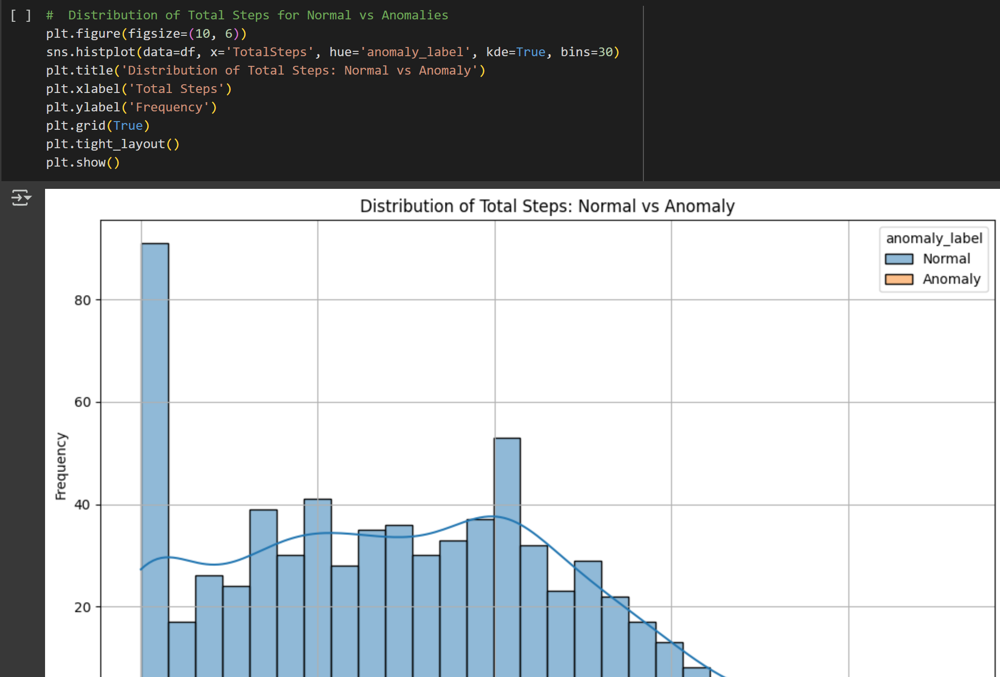 [ ] #  Distribution of Total Steps for Normal vs Anomalies
plt.figure(figsize=(10, 6))
sns.histplot(data=df, x='TotalSteps', hue='anomaly_label', kde=True, bins=30)
plt.title('Distribution of Total Steps: Normal vs Anomaly')
plt.xlabel('Total Steps')
plt.ylabel('Frequency')
plt.grid(True)
plt.tight_layout()
plt.show()
Distribution of Total Steps: Normal vs Anomaly
anomaly_label
Normal
Anomaly
80
60
Frequency
40
20